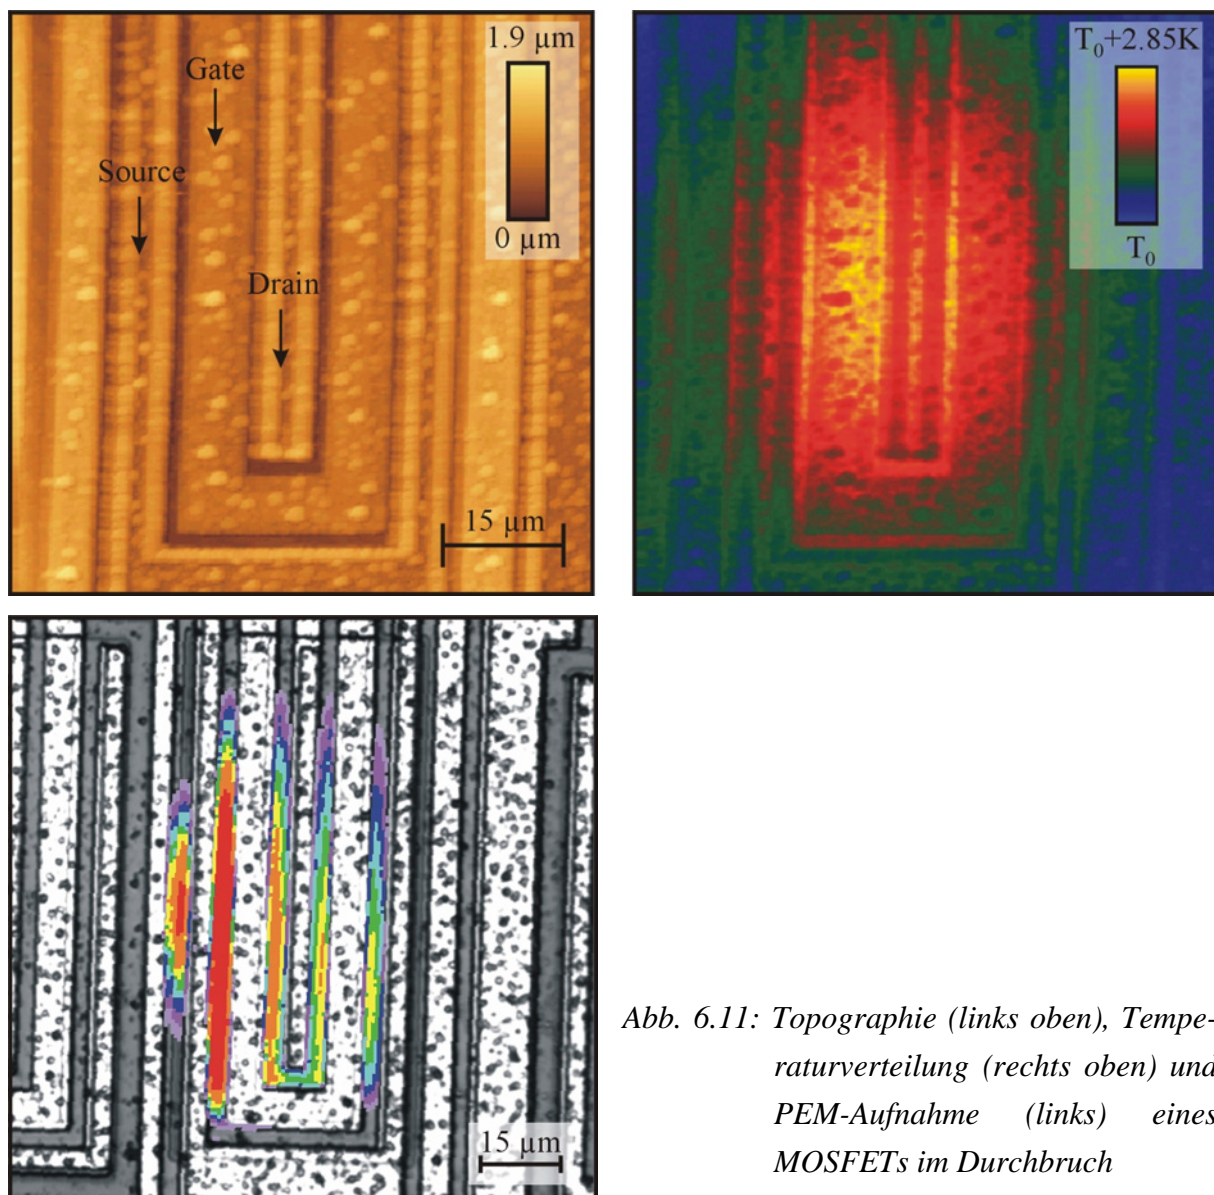 1.9 µm
Gate
Source
0 µm
Drain
15 µm
T0+2.85K
T0
15 µm
Abb. 6.11: Topographie (links oben), Tempe-
raturverteilung (rechts oben) und
PEM-Aufnahme (links) eines
MOSFETs im Durchbruch